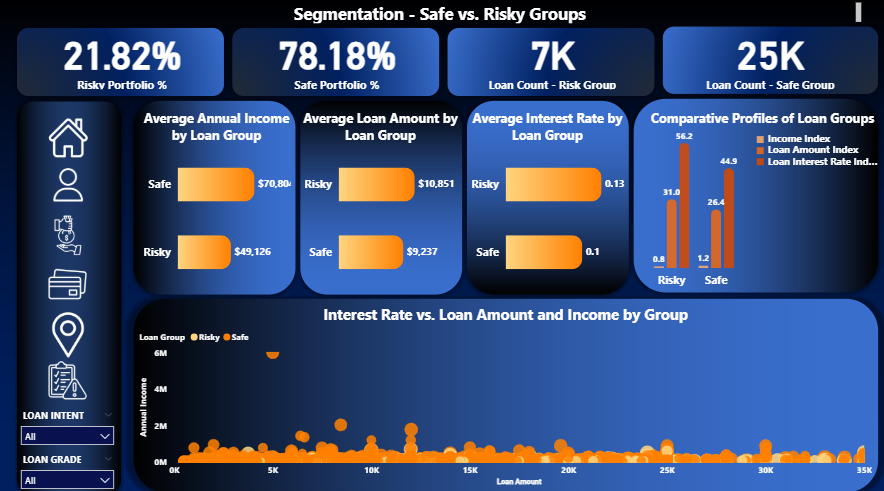 Segmentation - Safe vs. Risky Groups
21.82%
Risky Portfolio %
78.18%
Safe Portfolio %
7K
Loan Count - Risk Group
25K
Loan Count - Safe Group
Average Annual Income
by Loan Group
Safe
$70,804
Risky
$49,126
Average Loan Amount by
Loan Group
Risky
$10,851
Safe
$9,237
Average Interest Rate by
Loan Group
Risky
0.13
Safe
0.1
Comparative Profiles of Loan Groups
Income Index
Loan Amount Index
Loan Interest Rate Ind...
0.8
31.0
56.2
1.2
26.4
44.9
Risky
Safe
LOAN INTENT
All
LOAN GRADE
All
Interest Rate vs. Loan Amount and Income by Group
Loan Group Risky Safe
Annual Income
6M
4M
2M
0M
0K 5K 10K 15K 20K 25K 30K 35K
Loan Amount